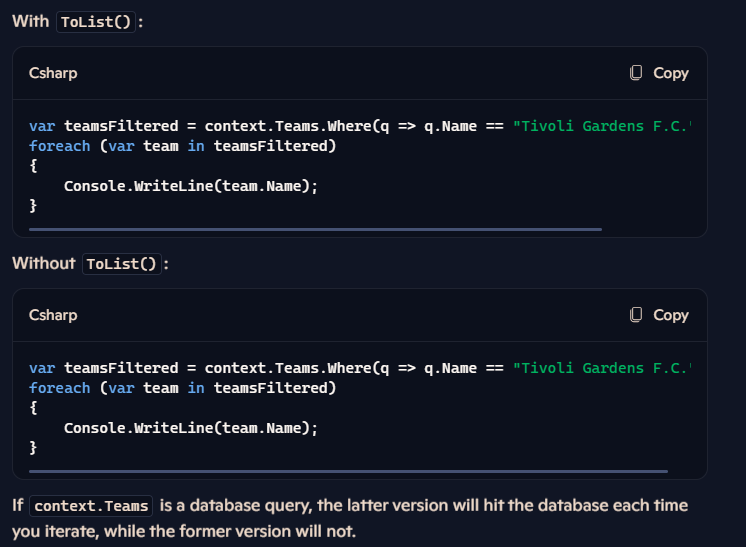 With ToList():
Csharp
Copy
var teamsFiltered = context.Teams.Where(q => q.Name == "Tivoli Gardens F.C.'
foreach (var team in teamsFiltered)
{
    Console.WriteLine(team.Name);
}
Without ToList():
Csharp
Copy
var teamsFiltered = context.Teams.Where(q => q.Name == "Tivoli Gardens F.C.'
foreach (var team in teamsFiltered)
{
    Console.WriteLine(team.Name);
}
If context.Teams is a database query, the latter version will hit the database each time
you iterate, while the former version will not.